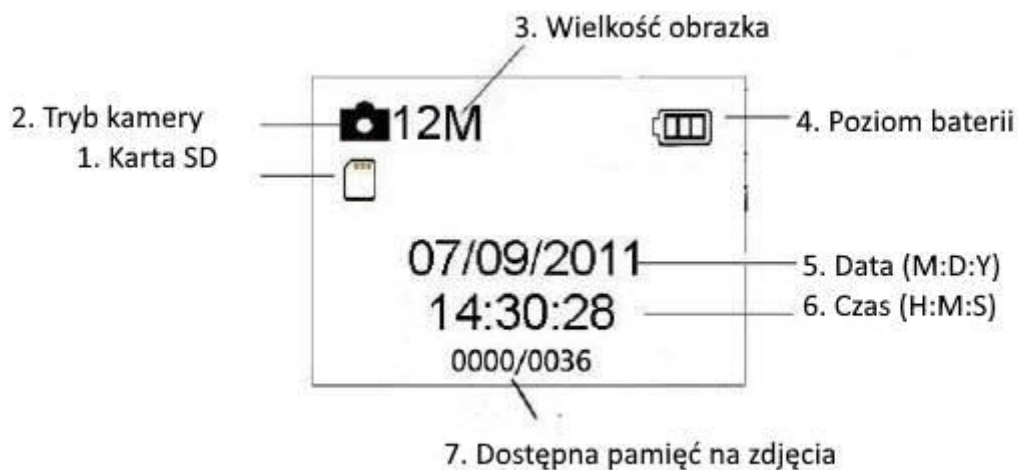 3. Wielkość obrazka
2. Tryb kamery
12M
4. Poziom baterii
1. Karta SD
07/09/2011
5. Data (M:D:Y)
14:30:28
6. Czas (H:M:S)
0000/0036
7. Dostępna pamięć na zdjęcia